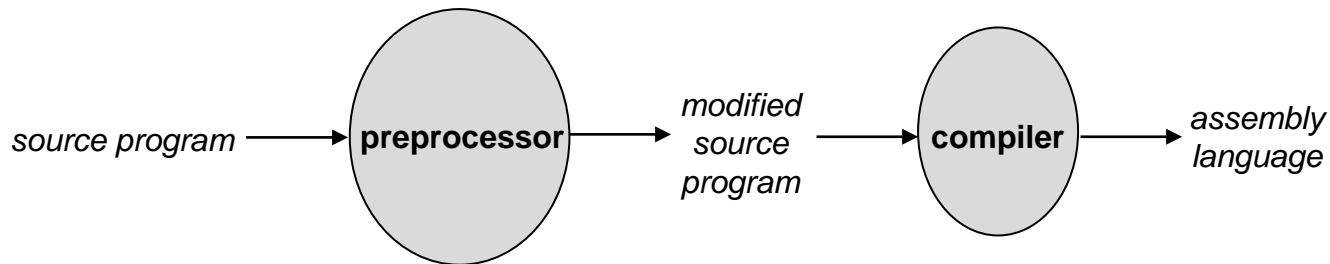 source program
preprocessor
modified
source
program
compiler
assembly
language